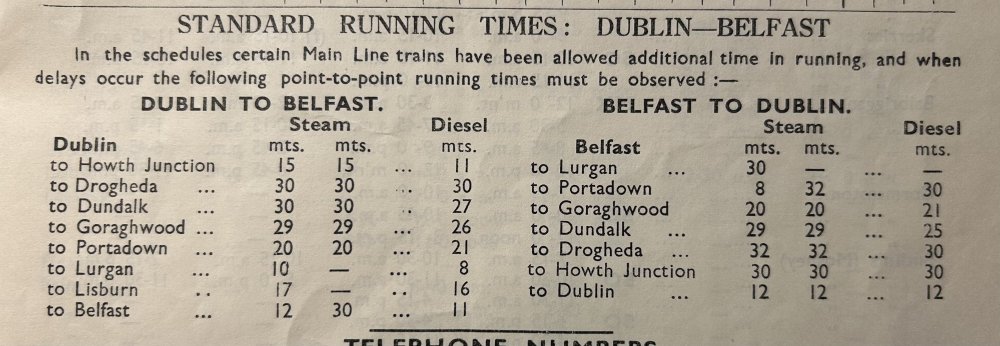 STANDARD RUNNING TIMES: DUBLIN—BELFAST
In the schedules certain Main Line trains have been allowed additional time in running, and when
delays occur the following point-to-point running times must be observed :—
DUBLIN TO BELFAST.
Steam Diesel
Dublin mts. mts. mts.
to Howth Junction 15 15 ... 11
to Drogheda ... 30 30 .. 30
to Dundalk ... 30 30 ... 27
to Goraghwood ... 29 29 ... 26
to Portadown ... 20 20 ... 21
to Lurgan ... 10 — ... 8
to Lisburn .. 17 — .. 16
to Belfast ... 12 30 ... 11
BELFAST TO DUBLIN.
Steam Diesel
Belfast mts. mts. mts.
to Lurgan ... 30 — ... —
to Portadown 8 32 ... 30
to Goraghwood 20 20 ... 21
to Dundalk ... 29 29 ... 25
to Drogheda ... 32 32 ... 30
to Howth Junction 30 30 ... 30
to Dublin ... 12 12 ... 12
TELEPHONE NUMBERS